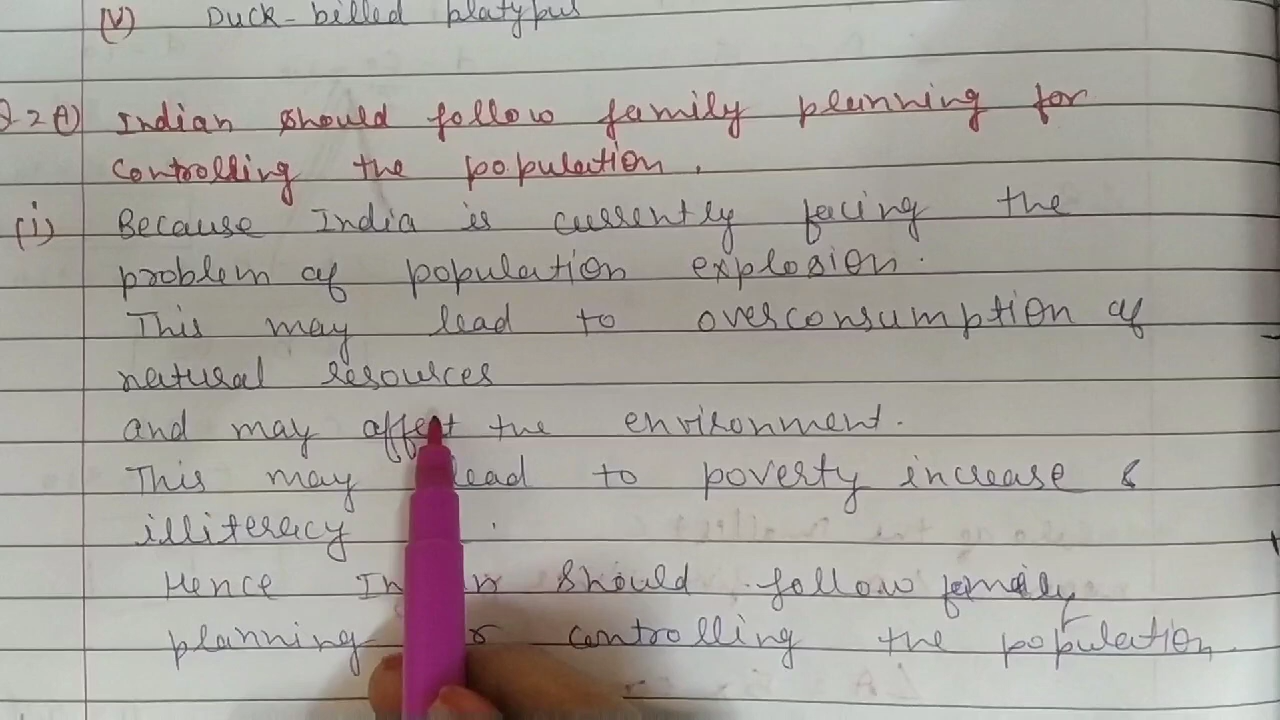 (V) Duck-billed platypus
Q 2 A) Indian should follow family planning for
controlling the population.
(i) Because India is currently facing the
problem of population explosion.
This may lead to overconsumption of
natural resources
and may affect the environment.
This may lead to poverty increase &
illiteracy.
Hence should follow family
planning controlling the population.